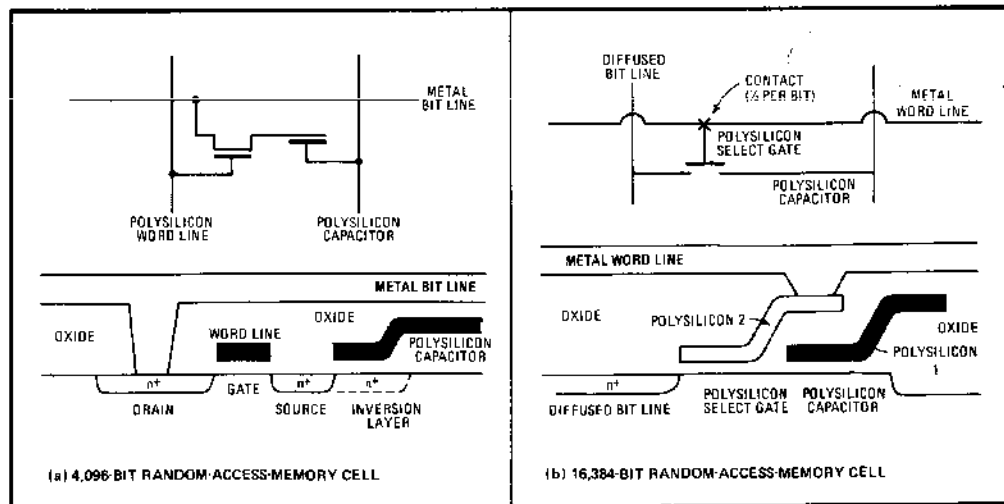 METAL
BIT LINE
POLYSILICON
WORD LINE
POLYSILICON
CAPACITOR
METAL BIT LINE
OXIDE
WORD LINE
OXIDE
POLYSILICON
CAPACITOR
n+
GATE
n+
n+
DRAIN
SOURCE
INVERSION
LAYER
(a) 4,096-BIT RANDOM-ACCESS-MEMORY CELL
DIFFUSED
BIT LINE
CONTACT
(½ PER BIT)
METAL
WORD LINE
POLYSILICON
SELECT GATE
POLYSILICON
CAPACITOR
METAL WORD LINE
OXIDE
POLYSILICON 2
OXIDE
POLYSILICON
1
n+
DIFFUSED BIT LINE
POLYSILICON
SELECT GATE
POLYSILICON
CAPACITOR
(b) 16,384-BIT RANDOM-ACCESS-MEMORY CELL